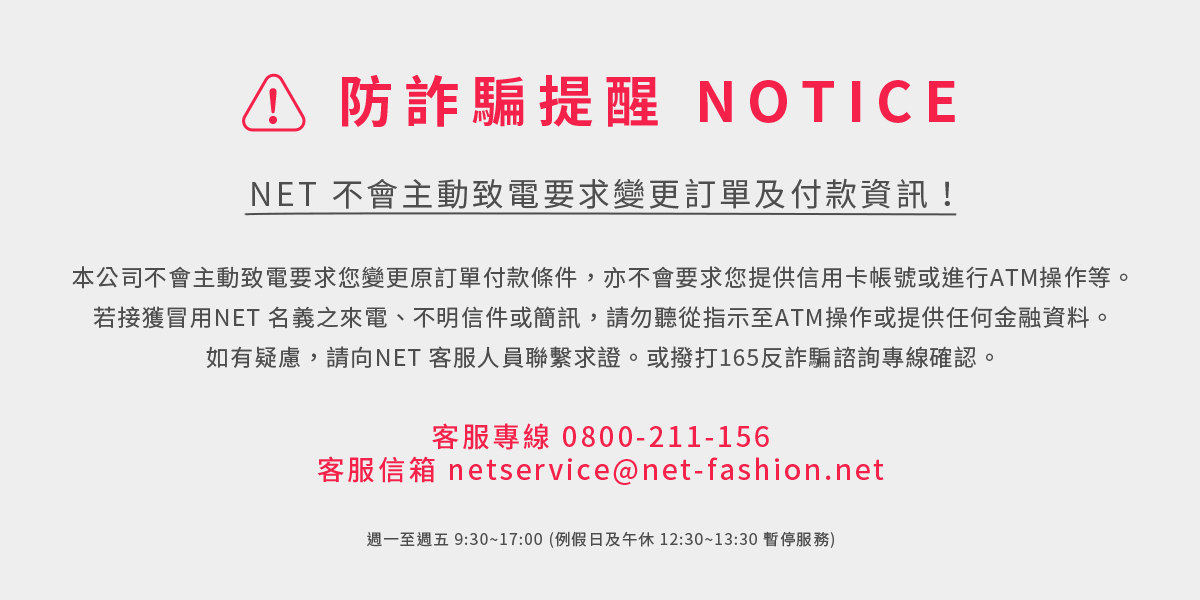 防詐騙提醒 NOTICE
NET 不會主動致電要求變更訂單及付款資訊！
本公司不會主動致電要求您變更原訂單付款條件，亦不會要求您提供信用卡帳號或進行ATM操作等。
若接獲冒用NET 名義之來電、不明信件或簡訊，請勿聽從指示至ATM操作或提供任何金融資料。
如有疑慮，請向NET 客服人員聯繫求證。或撥打165反詐騙諮詢專線確認。
客服專線 0800-211-156
客服信箱 netservice@net-fashion.net
週一至週五 9:30~17:00 (例假日及午休 12:30~13:30 暫停服務)